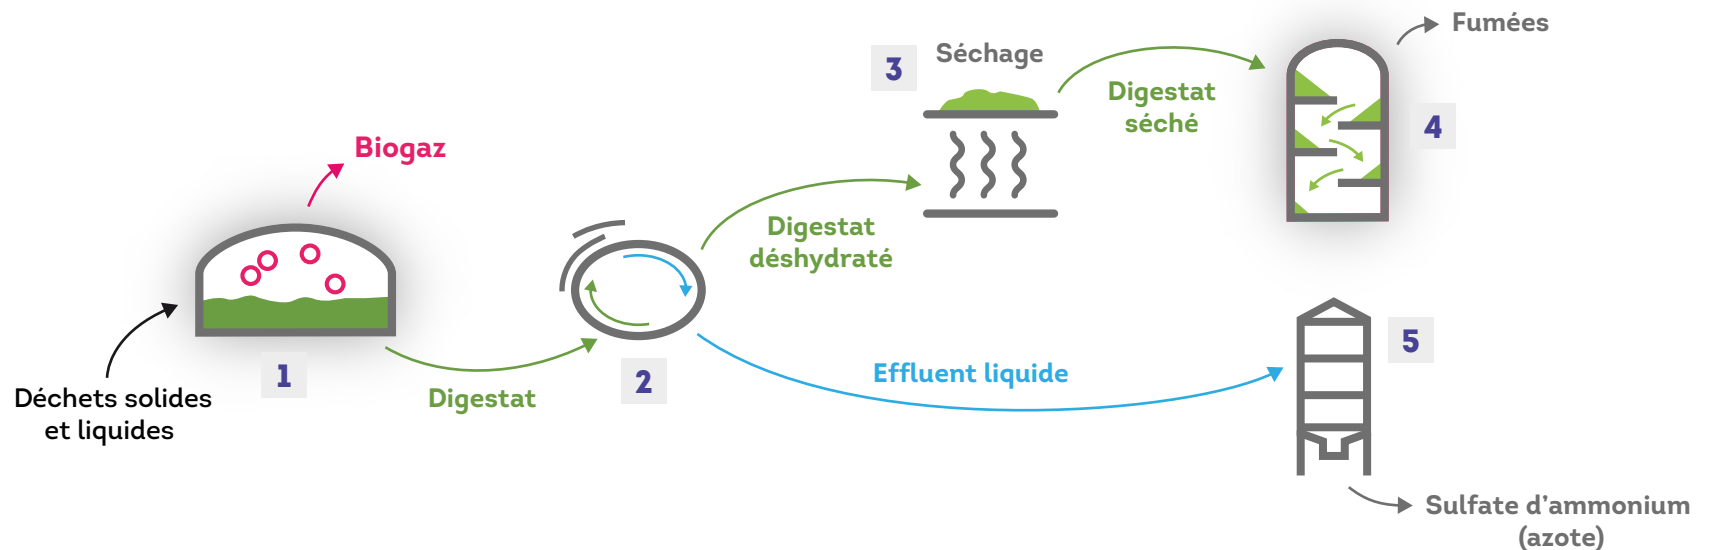 Fumées
3
Séchage
Digestat
séché
4
Biogaz
Digestat
déshydraté
5
1
2
Effluent liquide
Déchets solides
et liquides
Digestat
Sulfate d'ammonium
(azote)